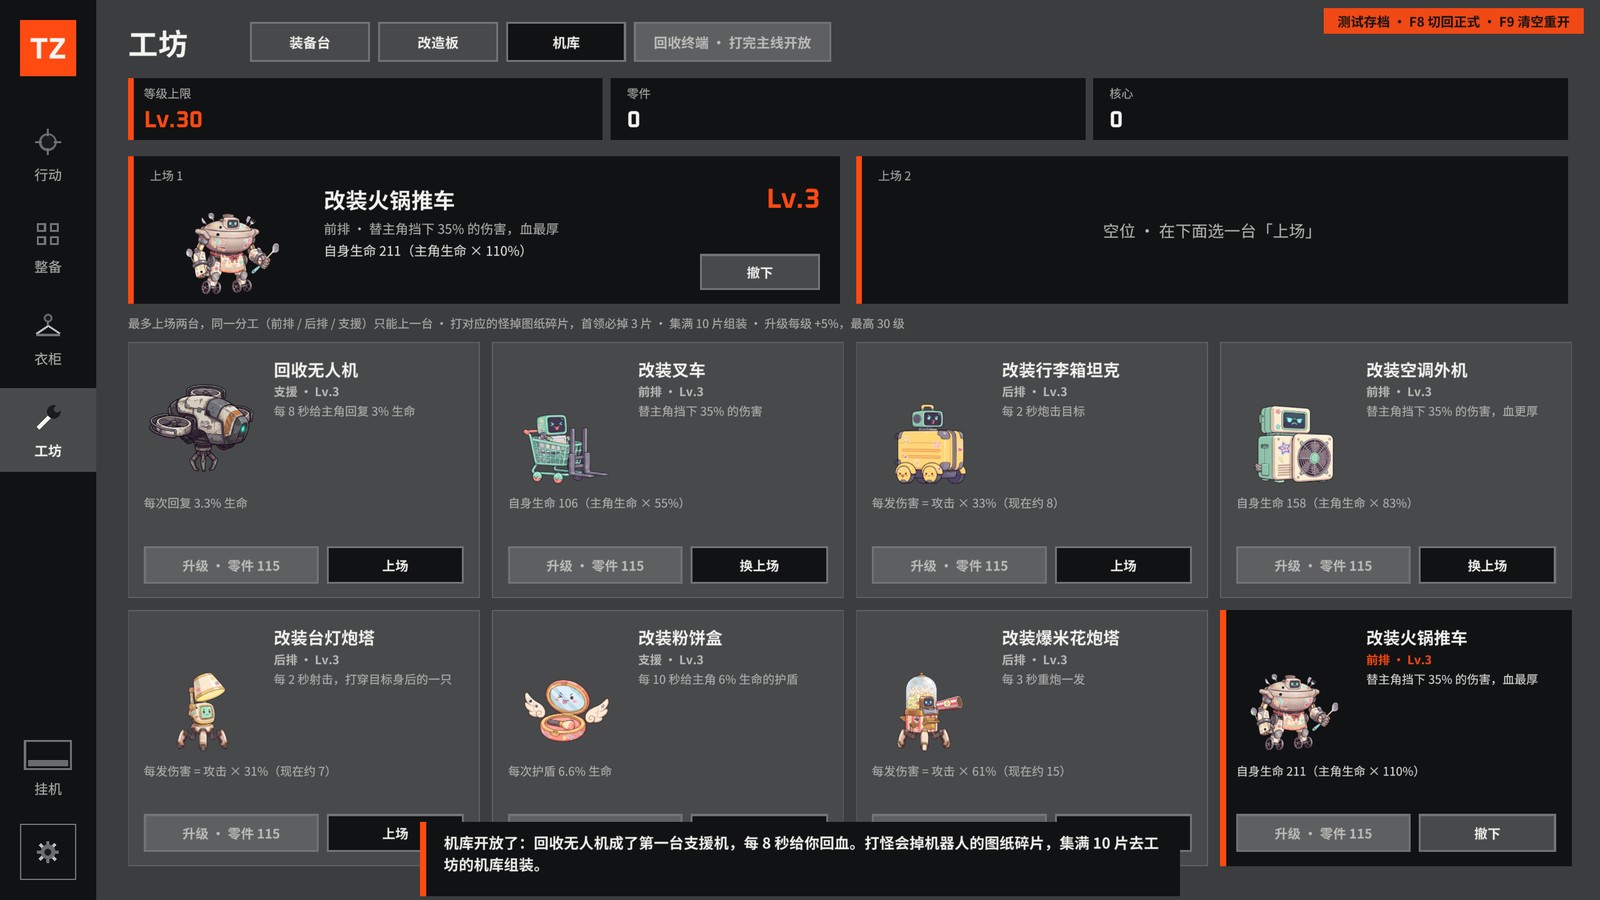 TZ
行动
整备
衣柜
工坊
挂机
工坊
装备台
改造板
机库
回收终端 · 打完主线开放
测试存档 · F8 切回正式 · F9 清空重开
等级上限
Lv.30
零件
0
核心
0
上场 1
改装火锅推车
Lv.3
前排 · 替主角挡下 35% 的伤害，血最厚
自身生命 211（主角生命 × 110%）
撤下
上场 2
空位 · 在下面选一台「上场」
最多上场两台，同一分工（前排 / 后排 / 支援）只能上一台 · 打对应的怪掉图纸碎片，首领必掉 3 片 · 集满 10 片组装 · 升级每级 +5%，最高 30 级
回收无人机
支援 · Lv.3
每 8 秒给主角回复 3% 生命
每次回复 3.3% 生命
升级 · 零件 115
上场
改装叉车
前排 · Lv.3
替主角挡下 35% 的伤害
自身生命 106（主角生命 × 55%）
升级 · 零件 115
换上场
改装行李箱坦克
后排 · Lv.3
每 2 秒炮击目标
每发伤害 = 攻击 × 33%（现在约 8）
升级 · 零件 115
上场
改装空调外机
前排 · Lv.3
替主角挡下 35% 的伤害，血更厚
自身生命 158（主角生命 × 83%）
升级 · 零件 115
换上场
改装台灯炮塔
后排 · Lv.3
每 2 秒射击，打穿目标身后的一只
每发伤害 = 攻击 × 31%（现在约 7）
升级 · 零件 115
上场
改装粉饼盒
支援 · Lv.3
每 10 秒给主角 6% 生命的护盾
每次护盾 6.6% 生命
改装爆米花炮塔
后排 · Lv.3
每 3 秒重炮一发
每发伤害 = 攻击 × 61%（现在约 15）
改装火锅推车
前排 · Lv.3
替主角挡下 35% 的伤害，血最厚
自身生命 211（主角生命 × 110%）
升级 · 零件 115
撤下
机库开放了：回收无人机成了第一台支援机，每 8 秒给你回血。打怪会掉机器人的图纸碎片，集满 10 片去工
坊的机库组装。